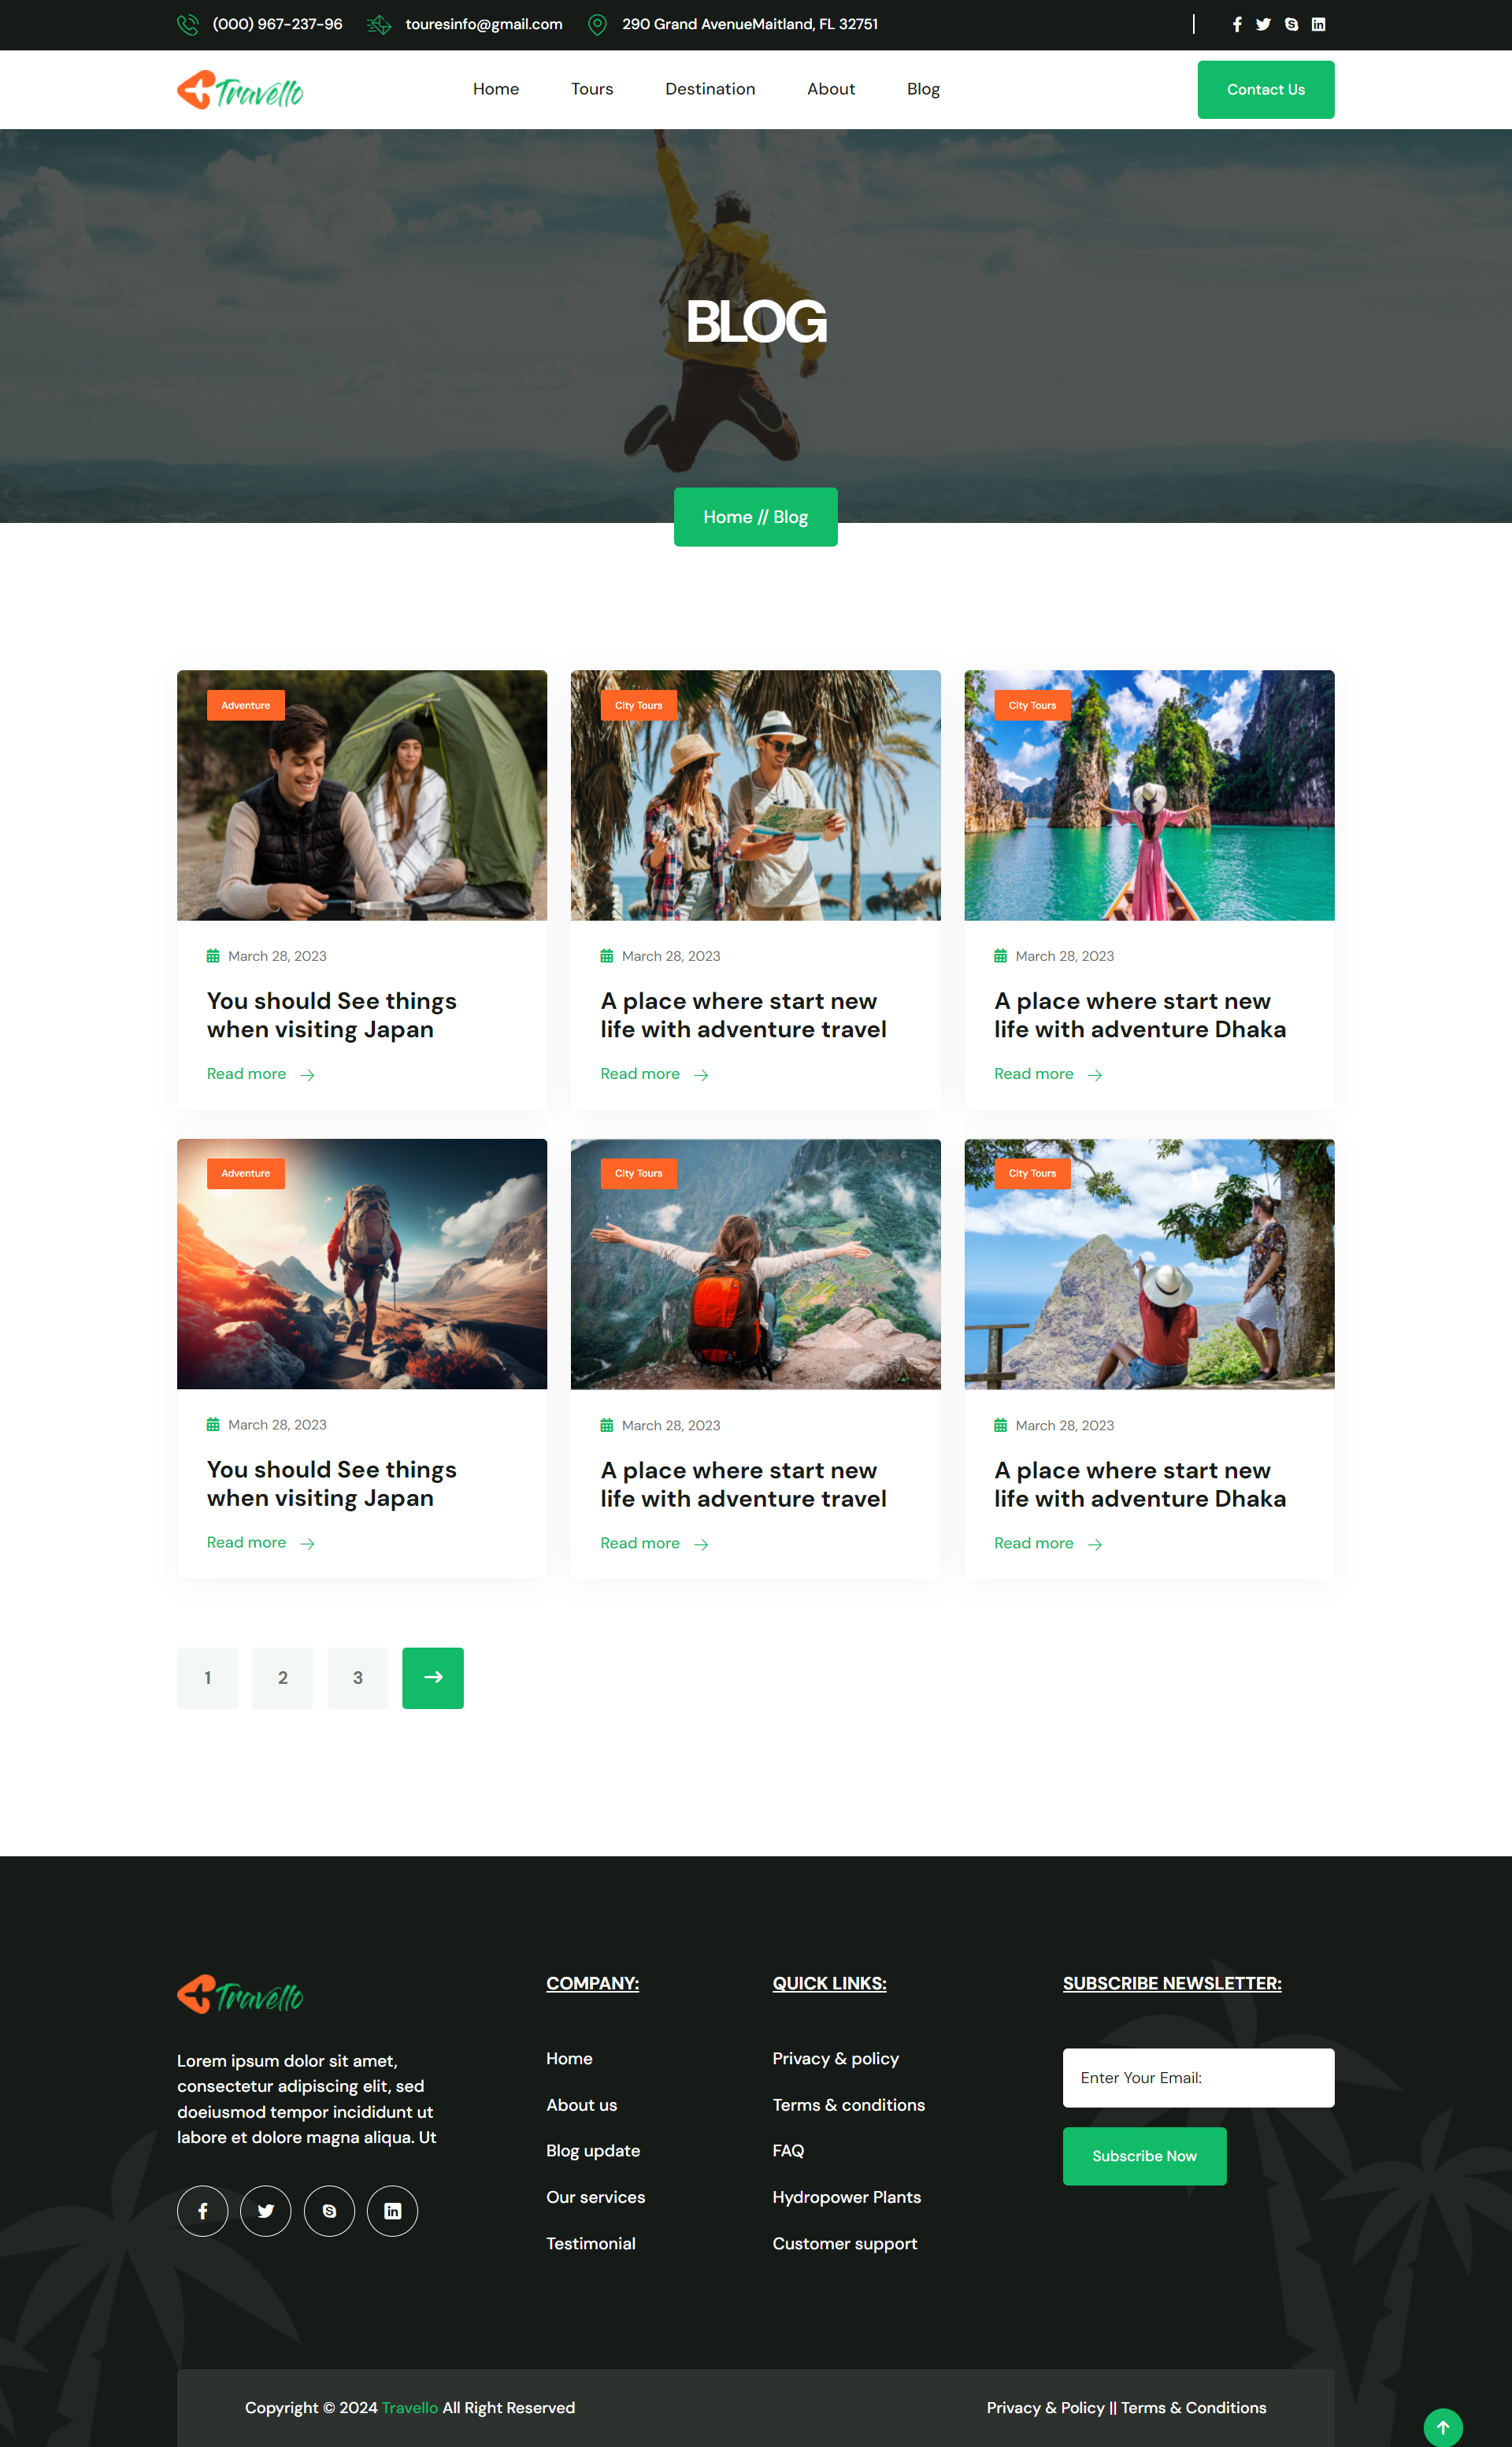 (000) 967-237-96
touresinfo@gmail.com
290 Grand AvenueMaitland, FL 32751
Travello
Home
Tours
Destination
About
Blog
Contact Us
BLOG
Home // Blog
Adventure
March 28, 2023
You should See things
when visiting Japan
Read more
City Tours
March 28, 2023
A place where start new
life with adventure travel
Read more
City Tours
March 28, 2023
A place where start new
life with adventure Dhaka
Read more
Adventure
March 28, 2023
You should See things
when visiting Japan
Read more
City Tours
March 28, 2023
A place where start new
life with adventure travel
Read more
City Tours
March 28, 2023
A place where start new
life with adventure Dhaka
Read more
1
2
3
Travello
Lorem ipsum dolor sit amet,
consectetur adipiscing elit, sed
doeiusmod tempor incididunt ut
labore et dolore magna aliqua. Ut
COMPANY:
Home
About us
Blog update
Our services
Testimonial
QUICK LINKS:
Privacy & policy
Terms & conditions
FAQ
Hydropower Plants
Customer support
SUBSCRIBE NEWSLETTER:
Enter Your Email:
Subscribe Now
Copyright © 2024 Travello All Right Reserved
Privacy & Policy || Terms & Conditions